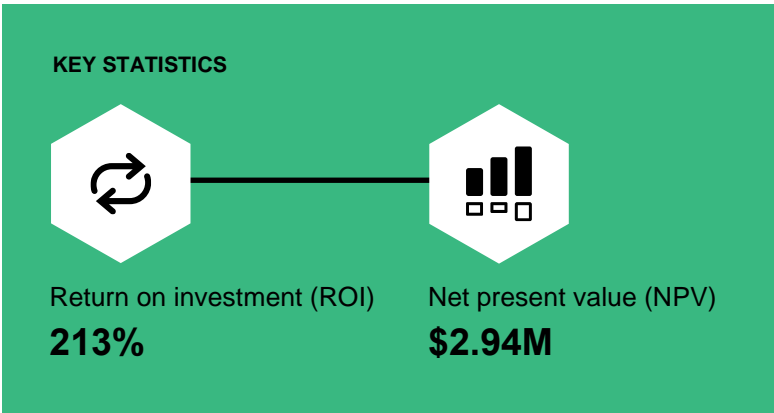 KEY STATISTICS
Return on investment (ROI)
213%
Net present value (NPV)
$2.94M